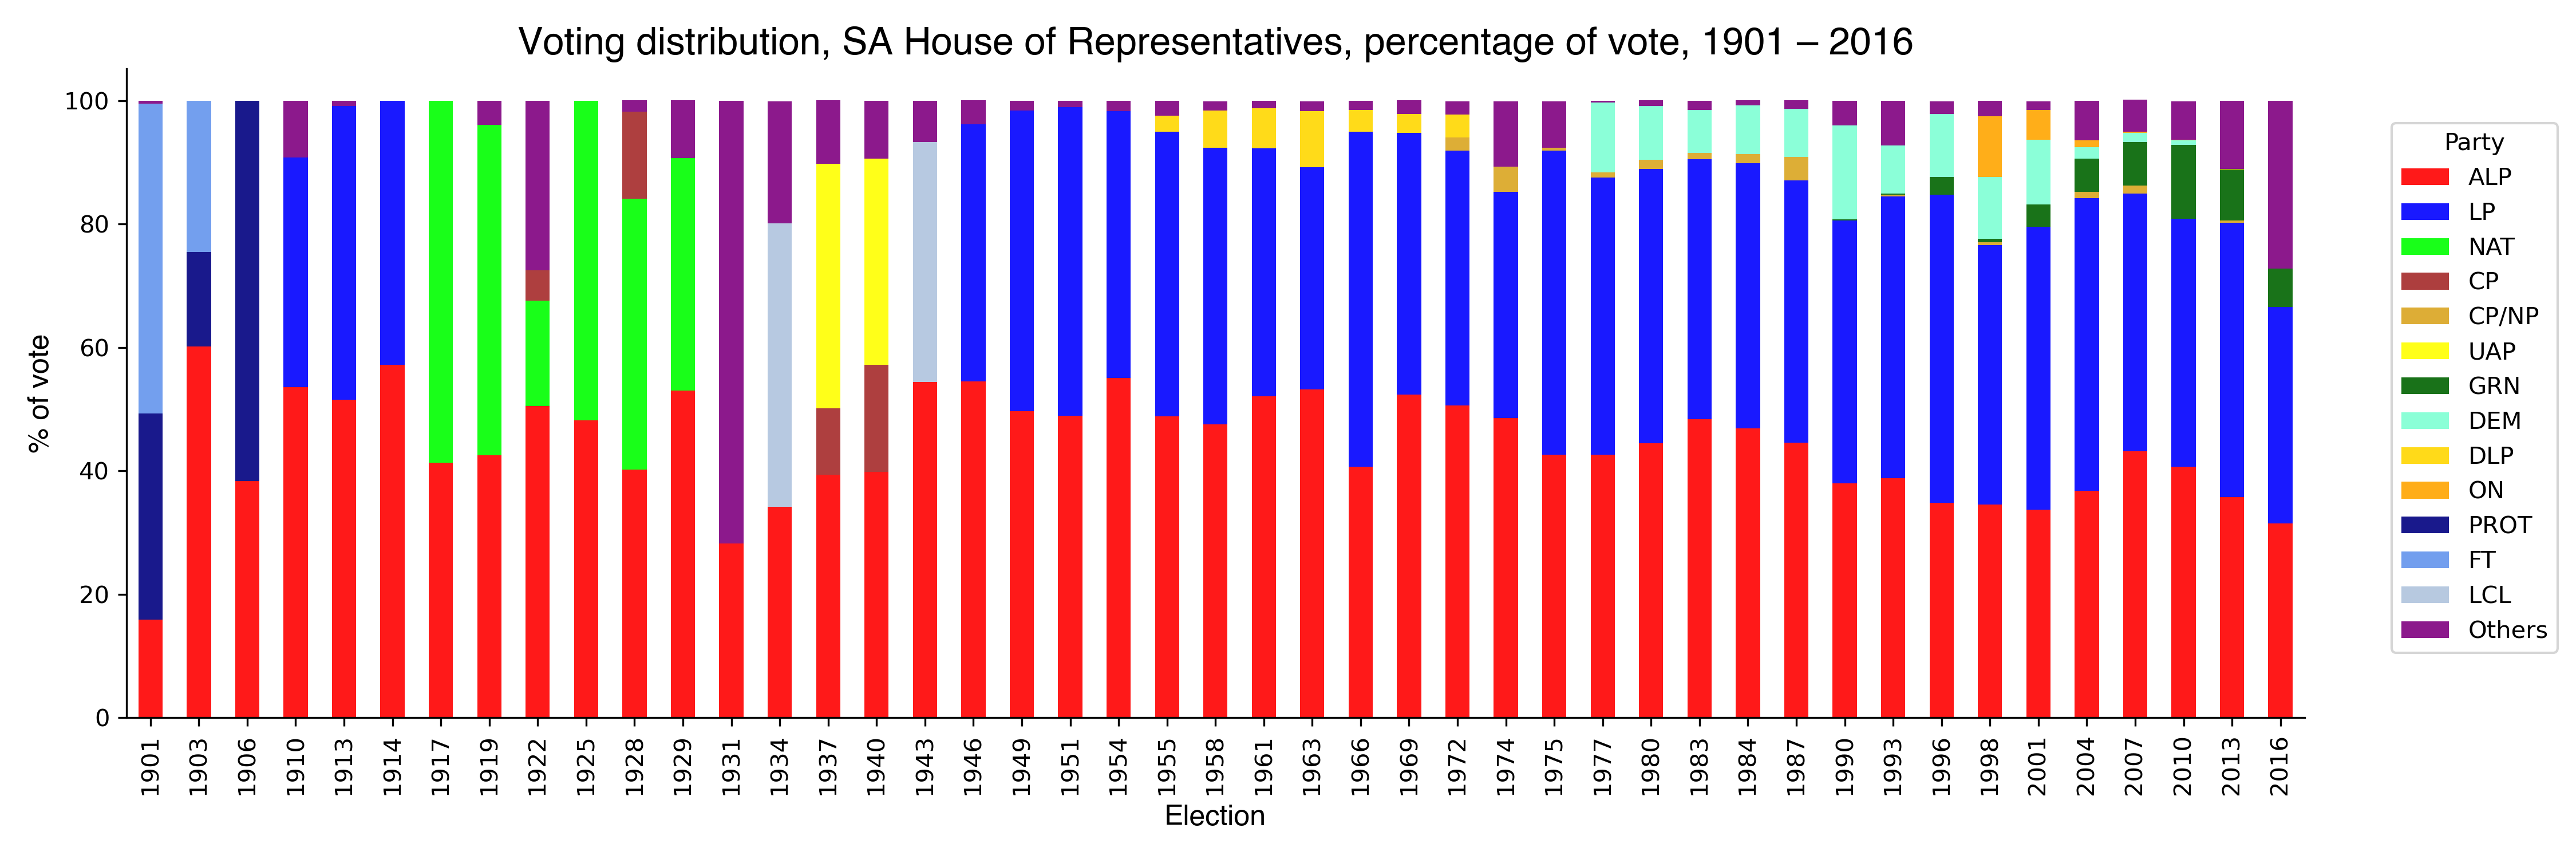 Voting distribution, SA House of Representatives, percentage of vote, 1901 – 2016
% of vote
100
80
60
40
20
0
1901 1903 1906 1910 1913 1914 1917 1919 1922 1925 1928 1929 1931 1934 1937 1940 1943 1946 1949 1951 1954 1955 1958 1961 1963 1966 1969 1972 1974 1975 1977 1980 1983 1984 1987 1990 1993 1996 1998 2001 2004 2007 2010 2013 2016
Election
Party
ALP
LP
NAT
CP
CP/NP
UAP
GRN
DEM
DLP
ON
PROT
FT
LCL
Others